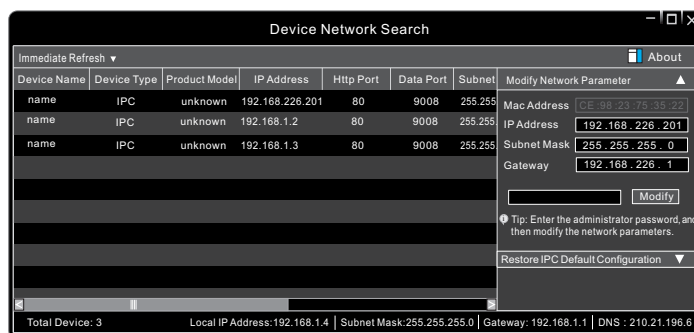 Device Network Search
Immediate Refresh ▼
About
Device Name Device Type Product Model IP Address Http Port Data Port Subnet
name IPC unknown 192.168.226.201 80 9008 255.255
name IPC unknown 192.168.1.2 80 9008 255.255.
name IPC unknown 192.168.1.3 80 9008 255.255.
Modify Network Parameter ▲
Mac Address CE :98 :23 :75 :35 :22
IP Address 192 . 168 . 226 . 201
Subnet Mask 255 . 255 . 255 . 0
Gateway 192 . 168 . 226 . 1
Modify
Tip: Enter the administrator password, and
then modify the network parameters.
Restore IPC Default Configuration ▼
Total Device: 3 Local IP Address:192.168.1.4 Subnet Mask:255.255.255.0 Gateway: 192.168.1.1 DNS : 210.21.196.6